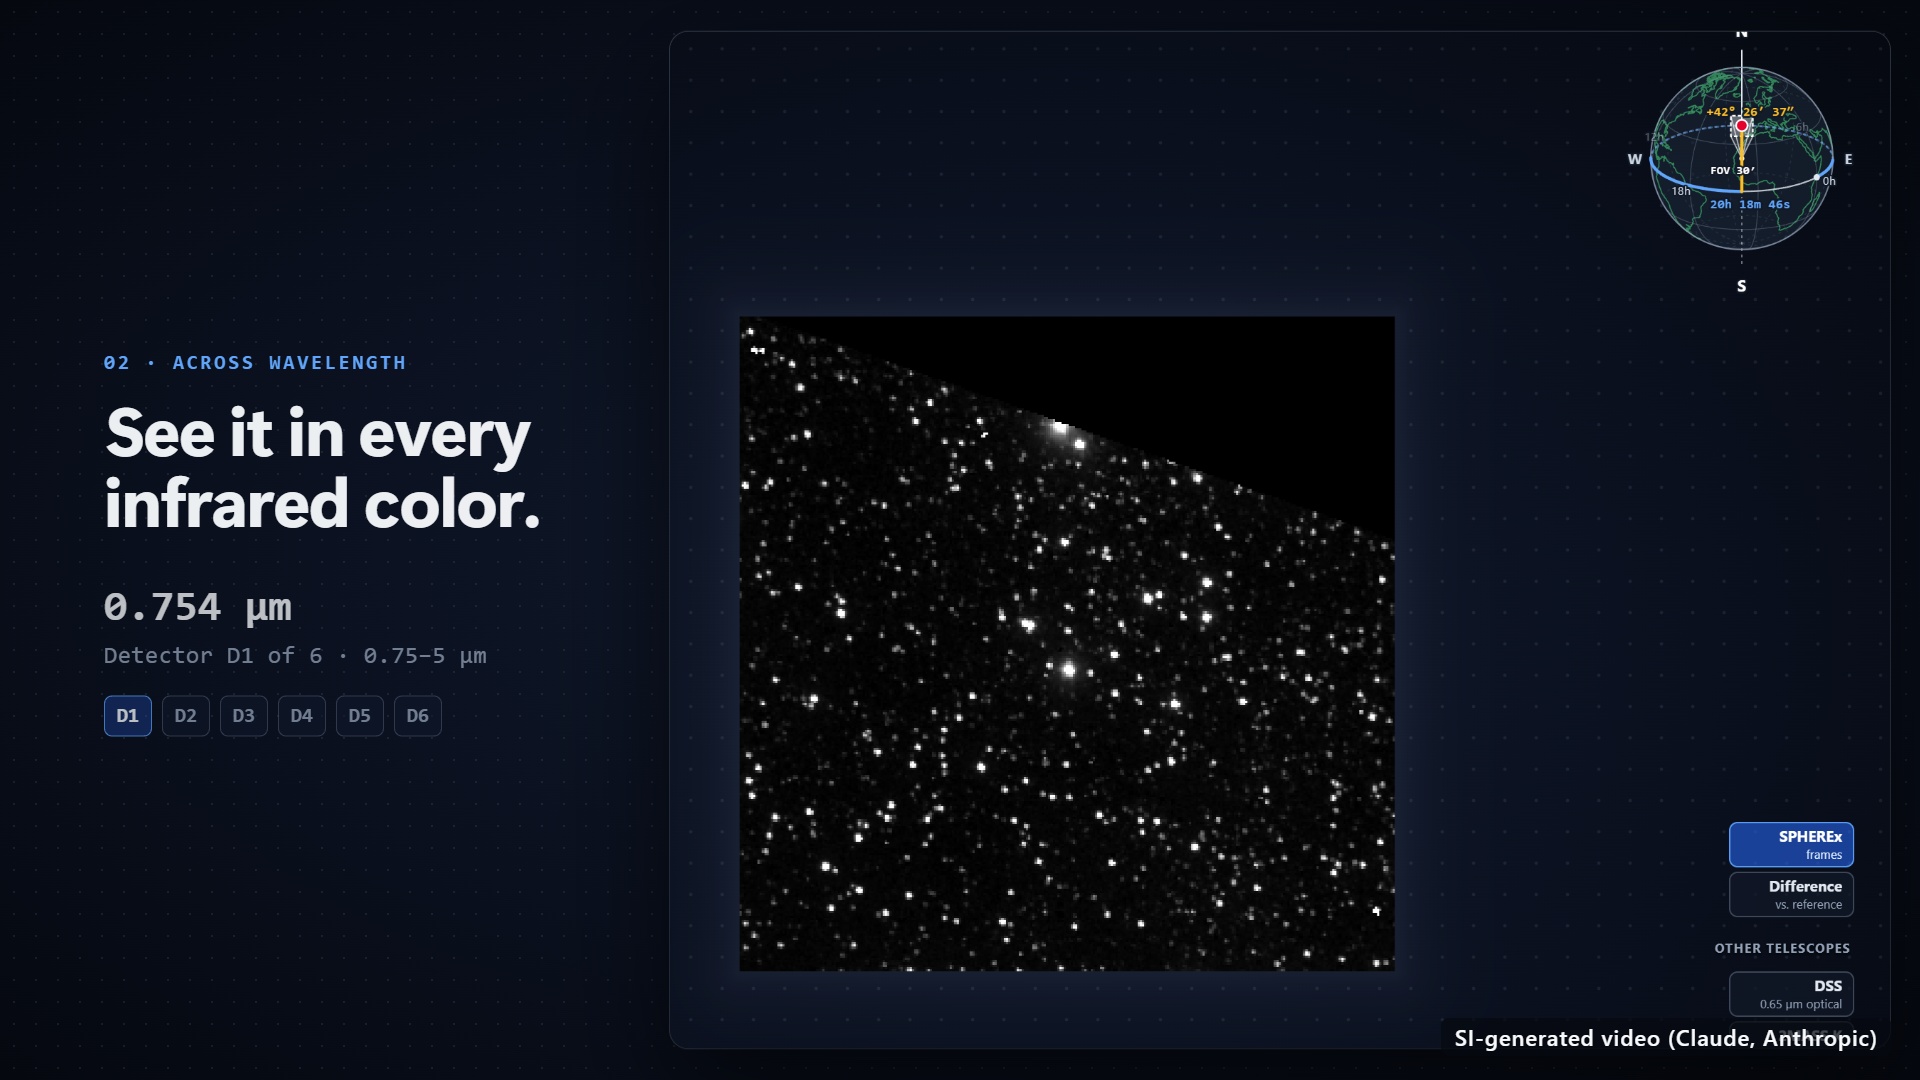 02 · ACROSS WAVELENGTH
See it in every
infrared color.
0.754 µm
Detector D1 of 6 · 0.75–5 µm
D1 D2 D3 D4 D5 D6
N
+42° 26′ 37″
12h
6h
W
E
FOV 30′
0h
18h
20h 18m 46s
S
SPHEREx
frames
Difference
vs. reference
OTHER TELESCOPES
DSS
0.65 µm optical
SI-generated video (Claude, Anthropic)